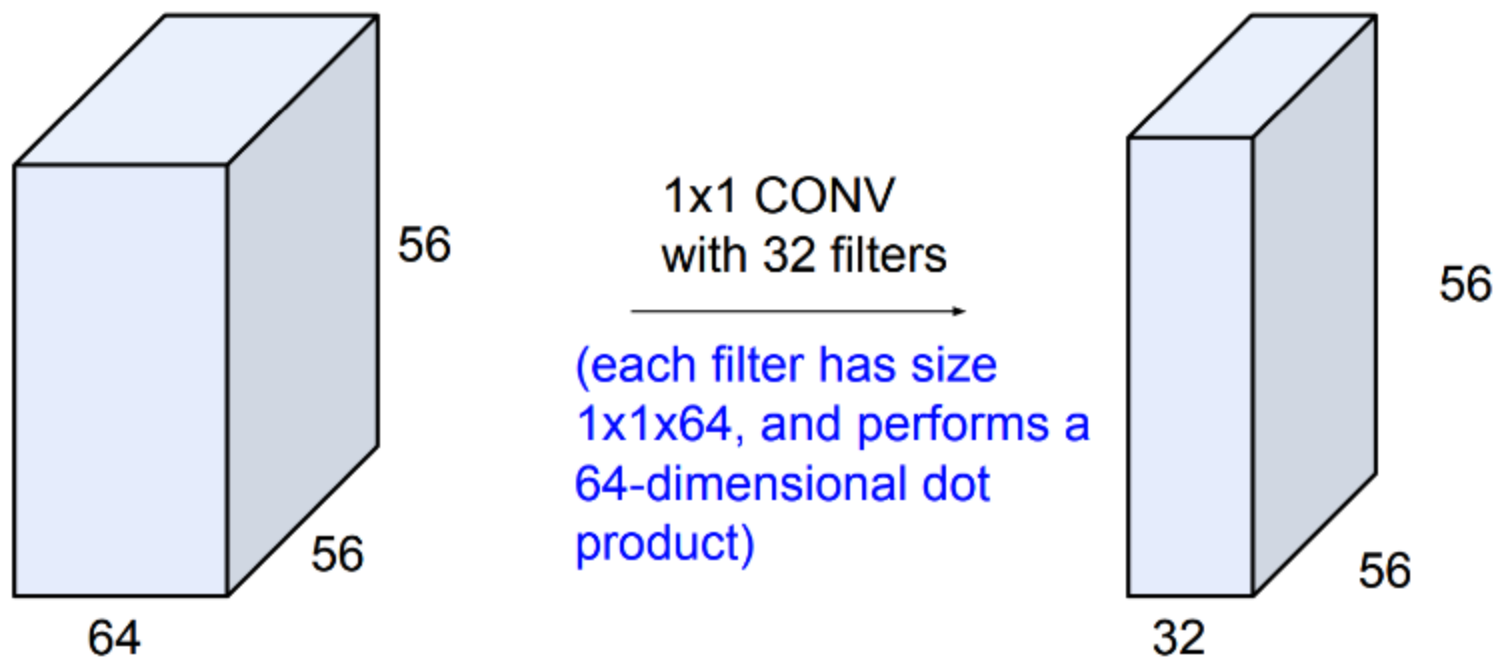 56
56
64
1x1 CONV
with 32 filters
(each filter has size
1x1x64, and performs a
64-dimensional dot
product)
56
56
32